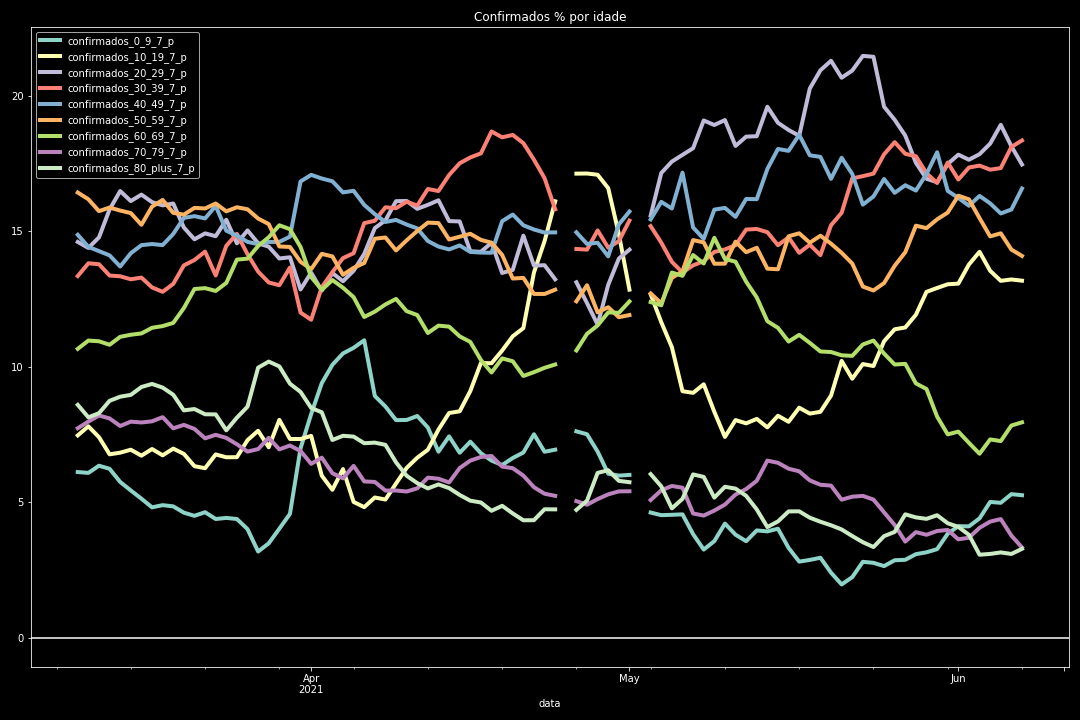 Confirmados % por idade
confirmados_0_9_7_p
confirmados_10_19_7_p
confirmados_20_29_7_p
confirmados_30_39_7_p
confirmados_40_49_7_p
confirmados_50_59_7_p
confirmados_60_69_7_p
confirmados_70_79_7_p
confirmados_80_plus_7_p
20
15
10
5
0
Apr
2021
May
Jun
data